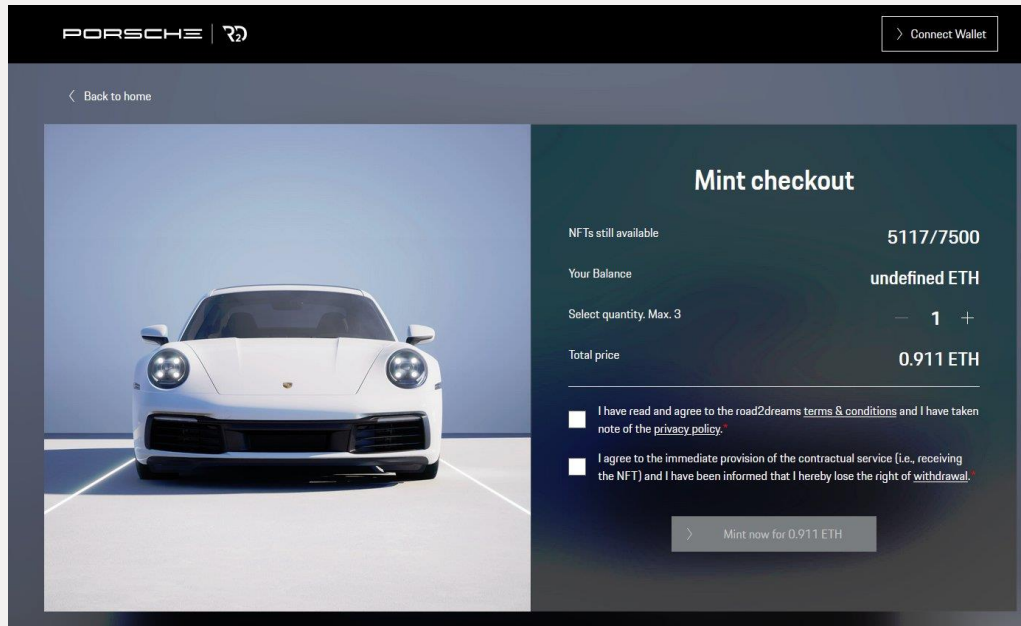 PORSCHE
R2D
Connect Wallet
Back to home
Mint checkout
NFTs still available
5117/7500
Your Balance
undefined ETH
Select quantity. Max. 3
1
Total price
0.911 ETH
I have read and agree to the road2dreams terms & conditions and I have taken
note of the privacy policy.*
I agree to the immediate provision of the contractual service (i.e., receiving
the NFT) and I have been informed that I hereby lose the right of withdrawal.*
Mint now for 0.911 ETH